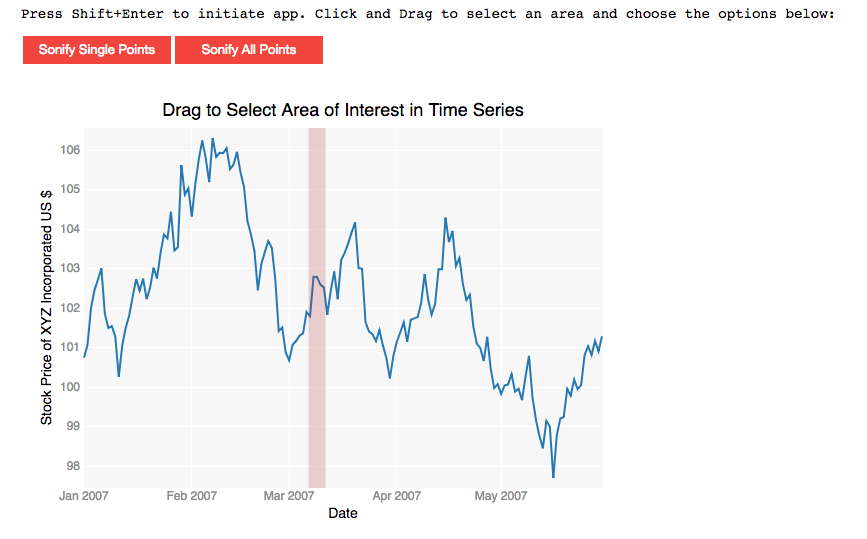 Press Shift+Enter to initiate app. Click and Drag to select an area and choose the options below:
Sonify Single Points Sonify All Points
Drag to Select Area of Interest in Time Series
Stock Price of XYZ Incorporated US $
106
105
104
103
102
101
100
99
98
Jan 2007 Feb 2007 Mar 2007 Apr 2007 May 2007
Date